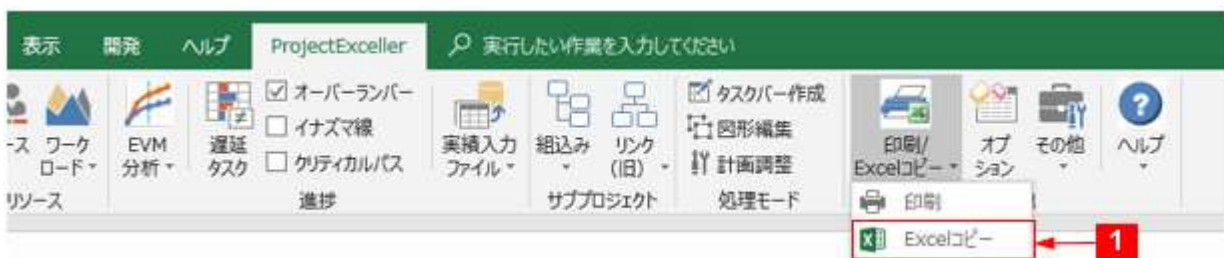 表示 開発 ヘルプ ProjectExceller 実行したい作業を入力してください
ース ワークロード EVM分析 遅延タスク
オーバーランバー
イナズマ線
クリティカルパス
実績入力ファイル 組込み リンク(旧)
タスクバー作成
図形編集
計画調整
印刷/Excelコピー オプション その他 ヘルプ
リソース 進捗 サブプロジェクト 処理モード
印刷
Excelコピー 1